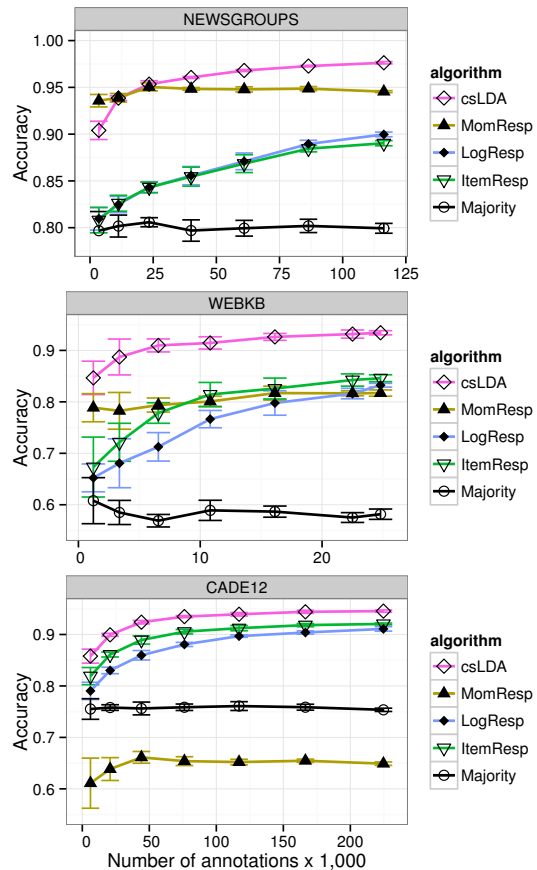 NEWSGROUPS
1.00
0.95
0.90
0.85
0.80
Accuracy
0 25 50 75 100 125
algorithm
csLDA
MomResp
LogResp
ItemResp
Majority
WEBKB
0.9
0.8
0.7
0.6
Accuracy
0 10 20
algorithm
csLDA
MomResp
LogResp
ItemResp
Majority
CADE12
0.9
0.8
0.7
0.6
Accuracy
0 50 100 150 200
Number of annotations x 1,000
algorithm
csLDA
MomResp
LogResp
ItemResp
Majority